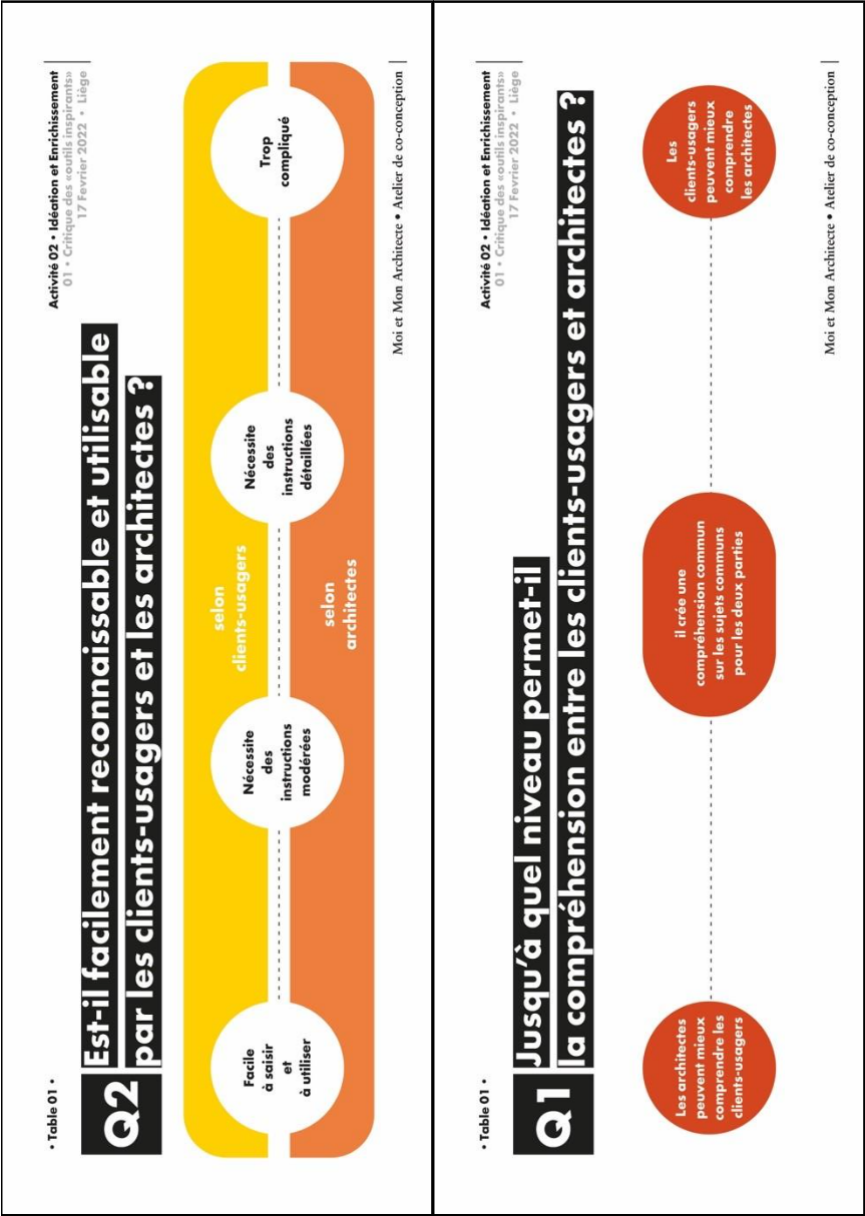 • Table 01 •
Activité 02 • Idéation et Enrichissement
01 • Critique des «outils inspirants»
17 Fevrier 2022 • Liège
Q2
Est-il facilement reconnaissable et utilisable
par les clients-usagers et les architectes ?
selon
clients-usagers
Facile
à saisir
et
à utiliser
Nécessite
des
instructions
modérées
Nécessite
des
instructions
détaillées
Trop
compliqué
selon
architectes
Moi et Mon Architecte • Atelier de co-conception
• Table 01 •
Activité 02 • Idéation et Enrichissement
01 • Critique des «outils inspirants»
17 Fevrier 2022 • Liège
Q1
Jusqu'à quel niveau permet-il
la compréhension entre les clients-usagers et architectes ?
Les architectes
peuvent mieux
comprendre les
clients-usagers
il crée une
compréhension commun
sur les sujets communs
pour les deux parties
Les
clients-usagers
peuvent mieux
comprendre
les architectes
Moi et Mon Architecte • Atelier de co-conception